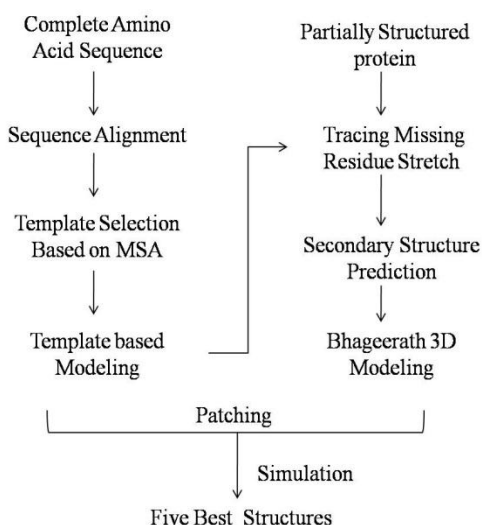 Complete Amino
Acid Sequence
Sequence Alignment
Template Selection
Based on MSA
Template based
Modeling
Partially Structured
protein
Tracing Missing
Residue Stretch
Secondary Structure
Prediction
Bhageerath 3D
Modeling
Patching
Simulation
Five Best Structures